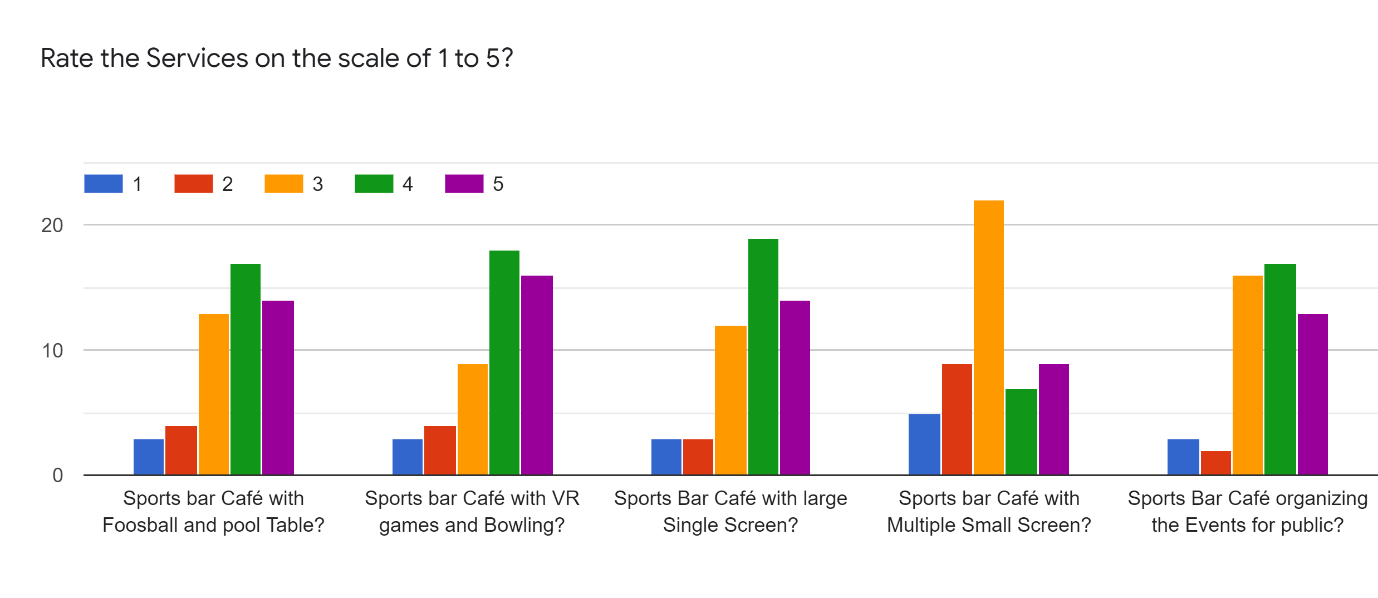 Rate the Services on the scale of 1 to 5?
1 2 3 4 5
20
10
0
Sports bar Café with
Foosball and pool Table?
Sports bar Café with VR
games and Bowling?
Sports Bar Café with large
Single Screen?
Sports bar Café with
Multiple Small Screen?
Sports Bar Café organizing
the Events for public?